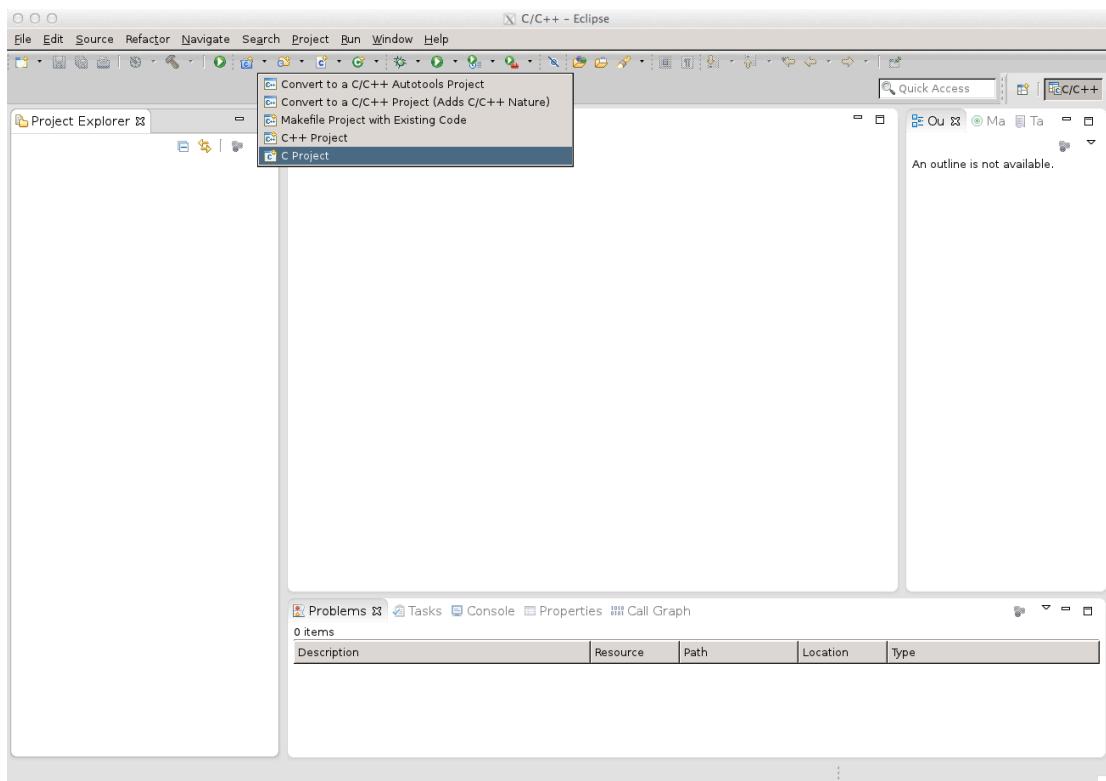 C/C++ - Eclipse
File Edit Source Refactor Navigate Search Project Run Window Help
Convert to a C/C++ Autotools Project
Convert to a C/C++ Project (Adds C/C++ Nature)
Makefile Project with Existing Code
C++ Project
C Project
Quick Access
C/C++
Project Explorer
Ou Ma Ta
An outline is not available.
Problems Tasks Console Properties Call Graph
0 items
Description Resource Path Location Type